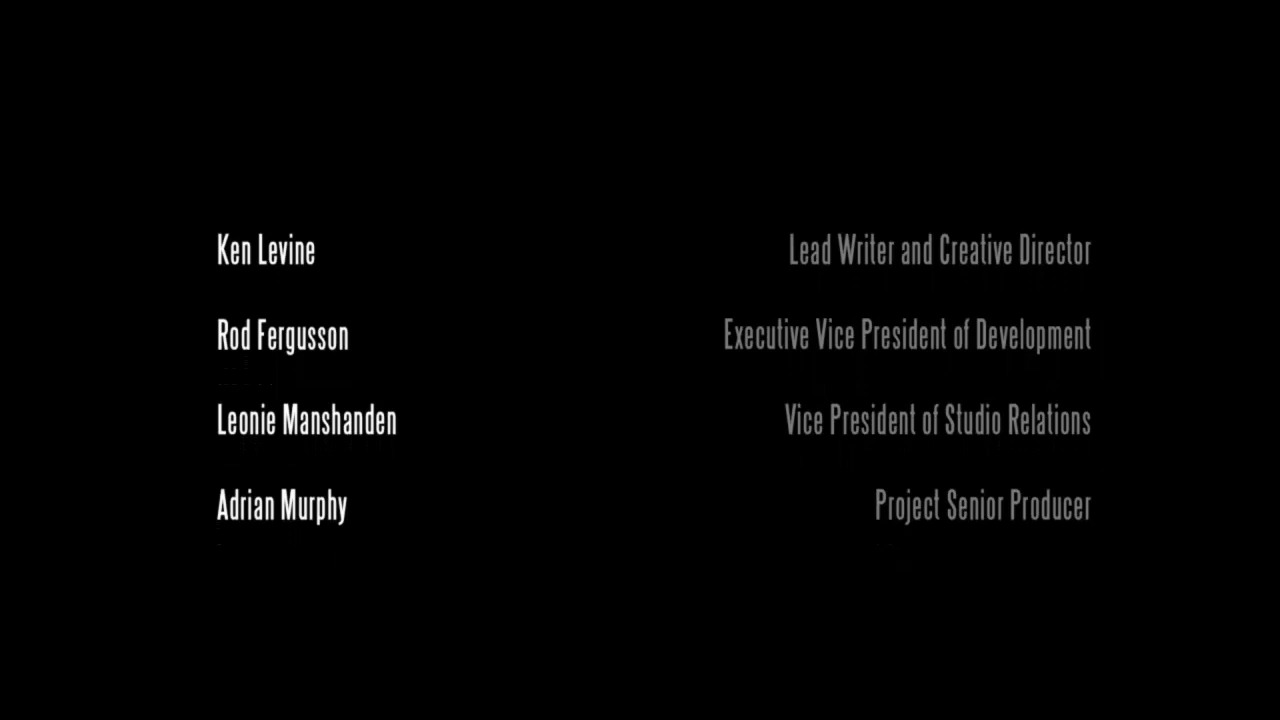 Ken Levine Lead Writer and Creative Director
Rod Fergusson Executive Vice President of Development
Leonie Manshanden Vice President of Studio Relations
Adrian Murphy Project Senior Producer